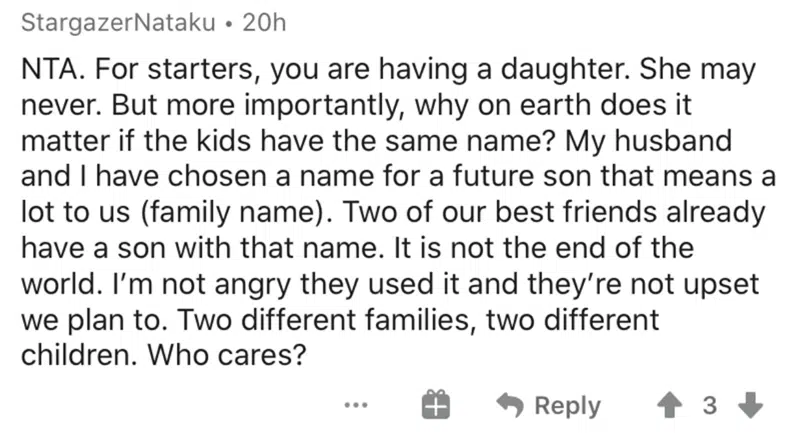 StargazerNataku • 20h
NTA. For starters, you are having a daughter. She may
never. But more importantly, why on earth does it
matter if the kids have the same name? My husband
and I have chosen a name for a future son that means a
lot to us (family name). Two of our best friends already
have a son with that name. It is not the end of the
world. I’m not angry they used it and they’re not upset
we plan to. Two different families, two different
children. Who cares?
... Reply 3